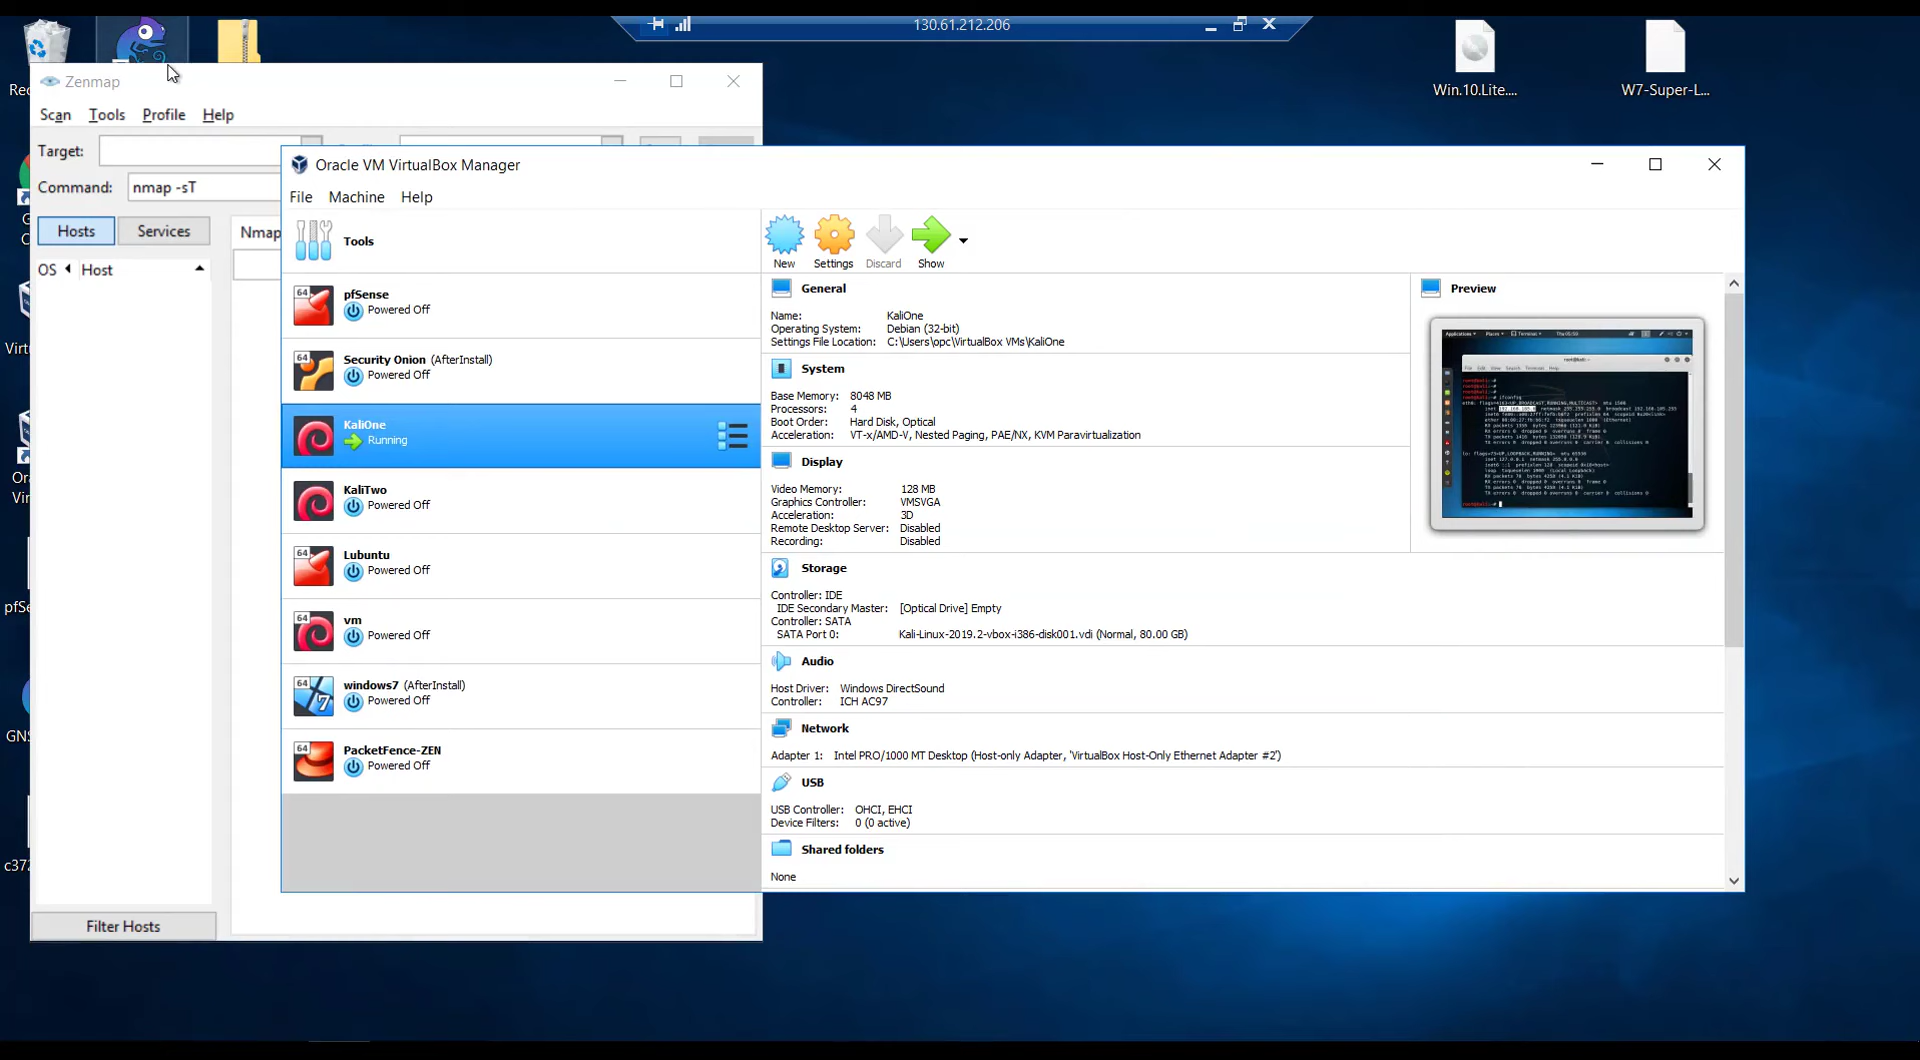 130.61.212.206
Win.10.Lite....
W7-Super-L...
Zenmap
Scan Tools Profile Help
Target:
Command: nmap -sT
Hosts Services
OS Host
Filter Hosts
pfSe
GNS
c372
Oracle VM VirtualBox Manager
File Machine Help
Tools
New Settings Discard Show
64 pfSense
Powered Off
64 Security Onion (AfterInstall)
Powered Off
KaliOne
Running
KaliTwo
Powered Off
64 Lubuntu
Powered Off
64 vm
Powered Off
64 windows7 (AfterInstall)
Powered Off
64 PacketFence-ZEN
Powered Off
General
Name: KaliOne
Operating System: Debian (32-bit)
Settings File Location: C:\Users\opc\VirtualBox VMs\KaliOne
System
Base Memory: 8048 MB
Processors: 4
Boot Order: Hard Disk, Optical
Acceleration: VT-x/AMD-V, Nested Paging, PAE/NX, KVM Paravirtualization
Display
Video Memory: 128 MB
Graphics Controller: VMSVGA
Acceleration: 3D
Remote Desktop Server: Disabled
Recording: Disabled
Storage
Controller: IDE
IDE Secondary Master: [Optical Drive] Empty
Controller: SATA
SATA Port 0: Kali-Linux-2019.2-vbox-i386-disk001.vdi (Normal, 80.00 GB)
Audio
Host Driver: Windows DirectSound
Controller: ICH AC97
Network
Adapter 1: Intel PRO/1000 MT Desktop (Host-only Adapter, 'VirtualBox Host-Only Ethernet Adapter #2')
USB
USB Controller: OHCI, EHCI
Device Filters: 0 (0 active)
Shared folders
None
Preview